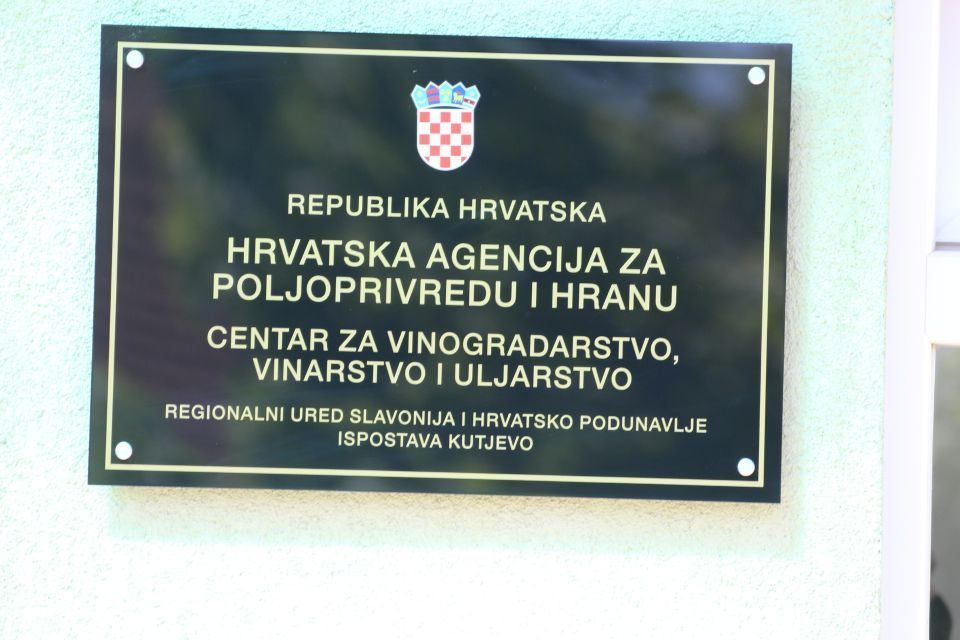 REPUBLIKA HRVATSKA
HRVATSKA AGENCIJA ZA
POLJOPRIVREDU I HRANU
CENTAR ZA VINOGRADARSTVO,
VINARSTVO I ULJARSTVO
REGIONALNI URED SLAVONIJA I HRVATSKO PODUNAVLJE
ISPOSTAVA KUTJEVO